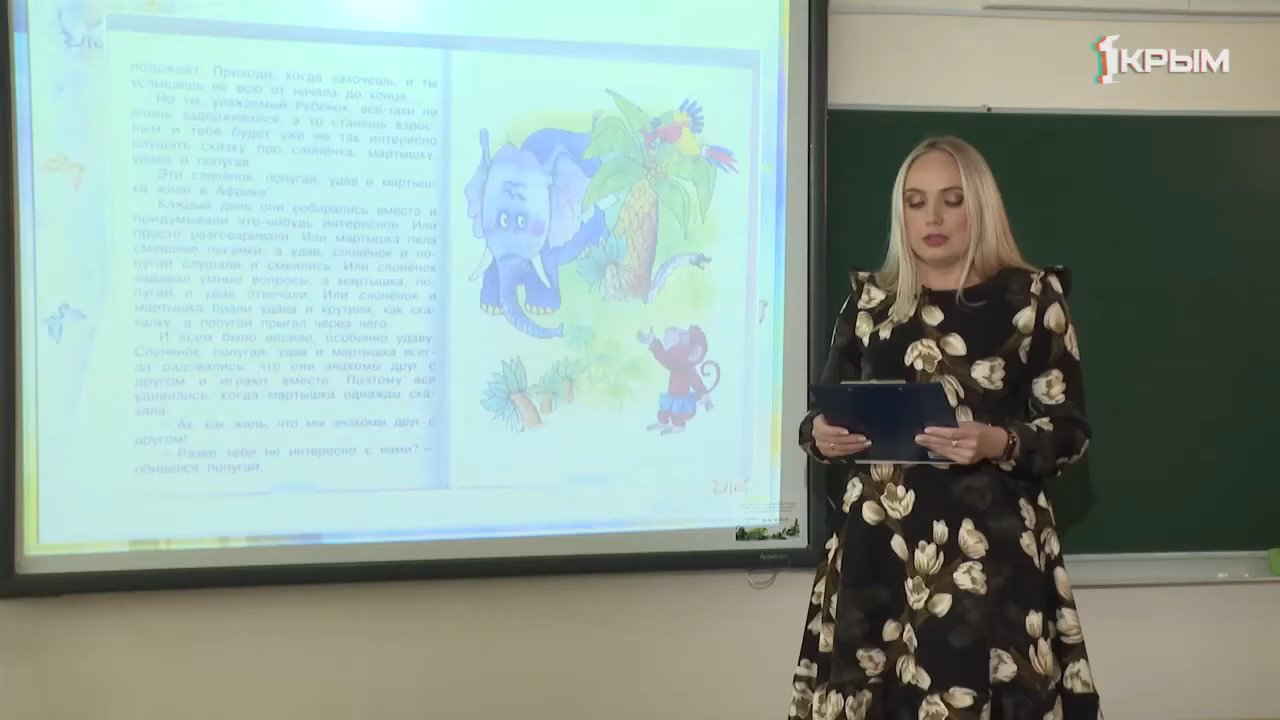 подождёт. Приходи, когда захочешь, и ты
услышишь её всю от начала до конца.
Но ты, уважаемый Ребёнок, всё-таки не
очень задерживайся, а то станешь взрос-
лым и тебе будет уже не так интересно
слушать сказку про слонёнка, мартышку,
удава и попугая.
Эти слонёнок, попугай, удав и мартыш-
ка жили в Африке.
Каждый день они собирались вместе и
придумывали что-нибудь интересное. Или
просто разговаривали. Или мартышка пела
смешные песенки, а удав, слонёнок и по-
пугай слушали и смеялись. Или слонёнок
задавал умные вопросы, а мартышка, по-
пугай и удав отвечали. Или слонёнок и
мартышка брали удава и крутили, как ска-
калку, а попугай прыгал через него.
И всем было весело, особенно удаву.
Слонёнок, попугай, удав и мартышка всег-
да радовались, что они знакомы друг с
другом и играют вместе. Поэтому все
удивились, когда мартышка однажды ска-
зала:
— Ах, как жаль, что мы знакомы друг с
другом!
— Разве тебе не интересно с нами? —
обиделся попугай.
1 КРЫМ